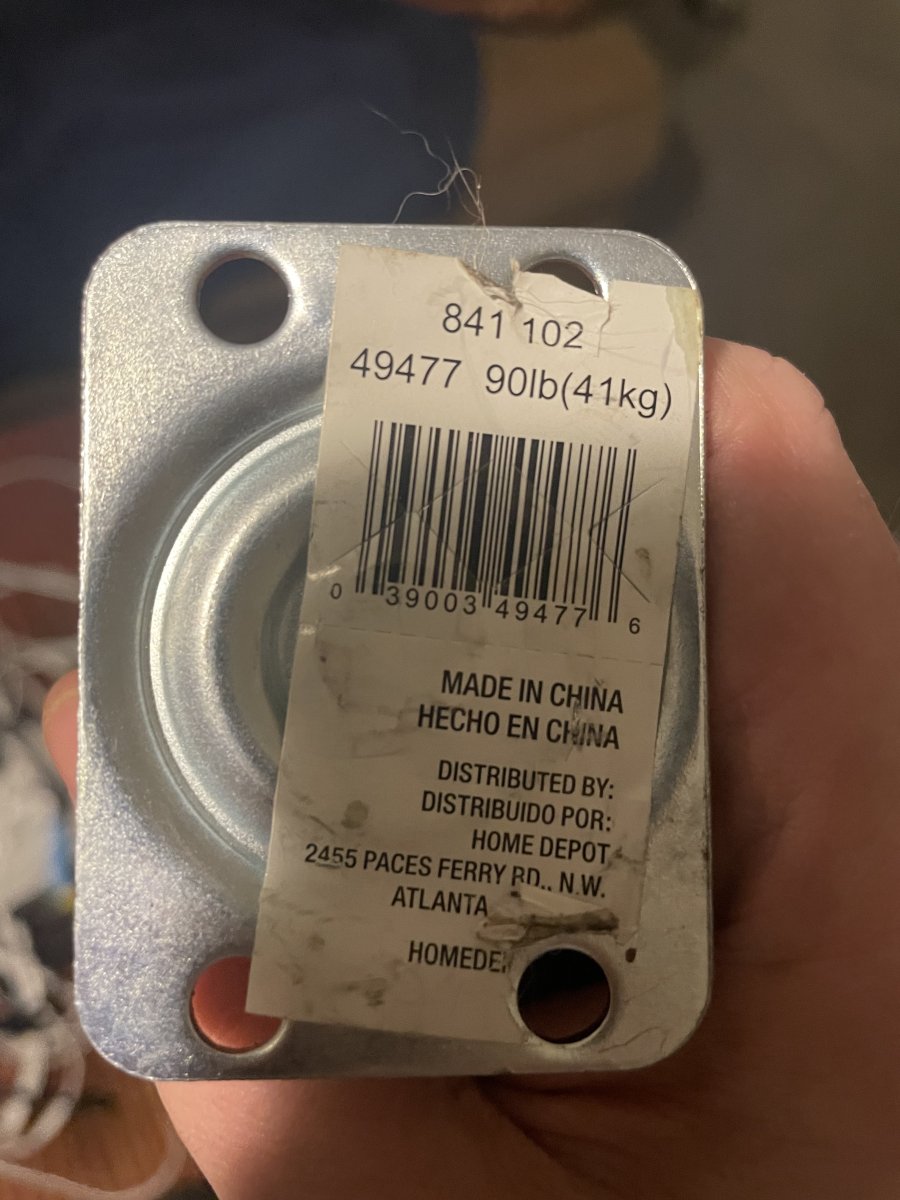 841 102
49477 90lb(41kg)
0 39003 49477 6
MADE IN CHINA
HECHO EN CHINA
DISTRIBUTED BY:
DISTRIBUIDO POR:
HOME DEPOT
2455 PACES FERRY RD., N.W.
ATLANTA